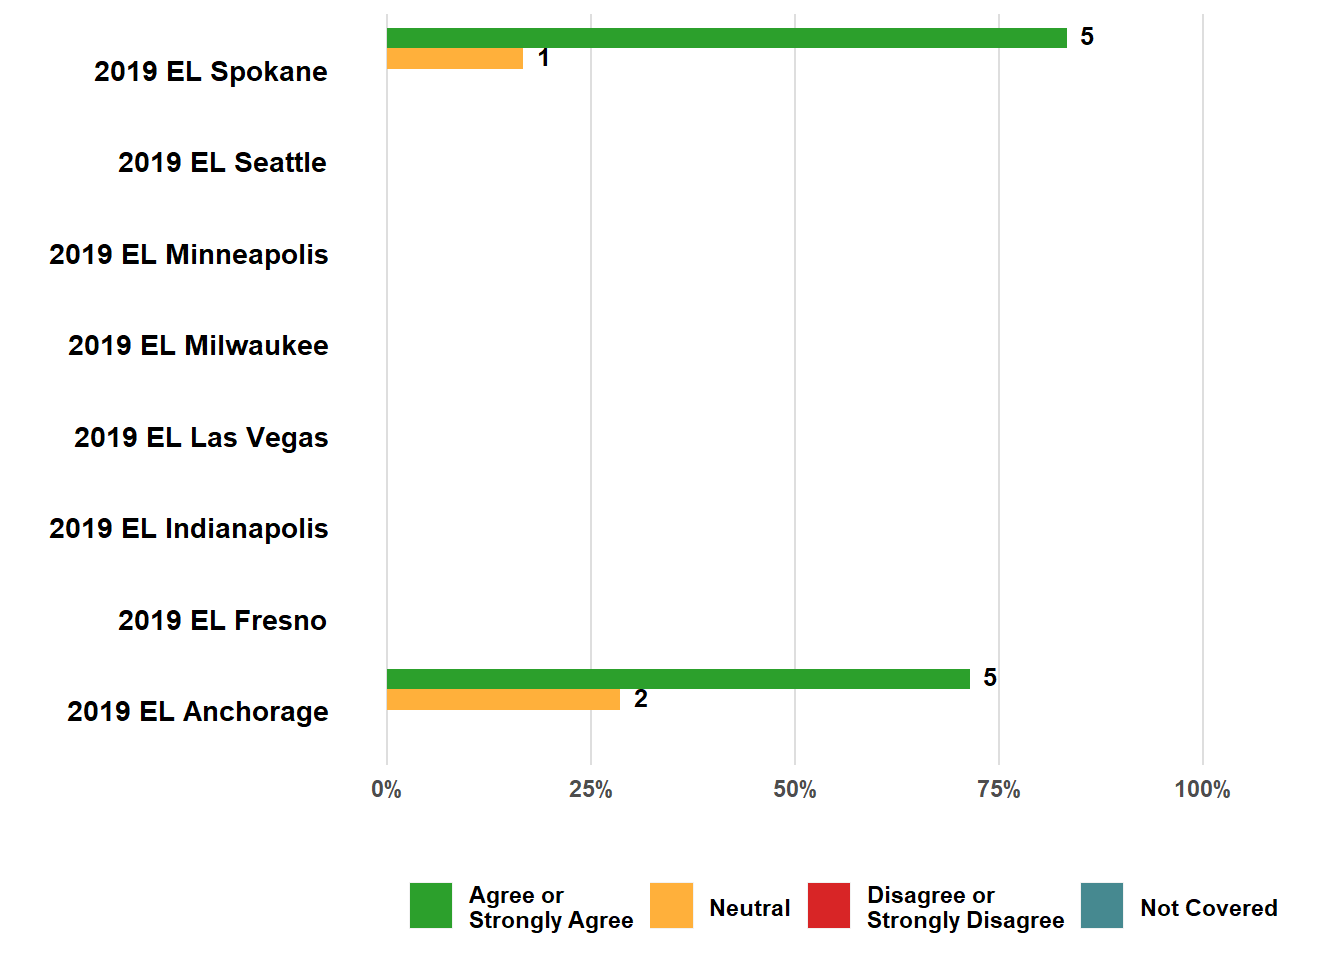 5
1
2019 EL Spokane
2019 EL Seattle
2019 EL Minneapolis
2019 EL Milwaukee
2019 EL Las Vegas
2019 EL Indianapolis
2019 EL Fresno
5
2
2019 EL Anchorage
0% 25% 50% 75% 100%
Agree or
Strongly Agree
Neutral
Disagree or
Strongly Disagree
Not Covered